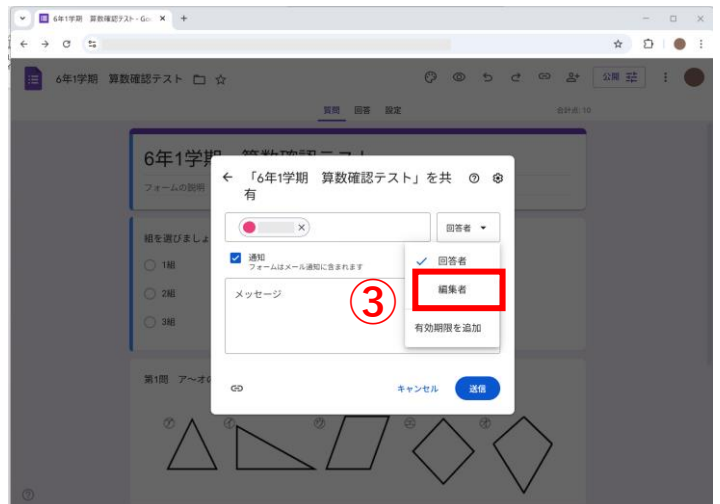 6年1学期　算数確認テスト - Goo
6年1学期　算数確認テスト
公開
質問　回答　設定
合計点: 10
6年1学期　算数確認テスト
フォームの説明
「6年1学期　算数確認テスト」を共
有
回答者
組を選びましょ
通知
フォームはメール通知に含まれます
回答者
1組
編集者
2組
メッセージ
③
3組
有効期限を追加
第1問　ア～オの
キャンセル　送信
㋐　㋑　㋒　㋓　㋔